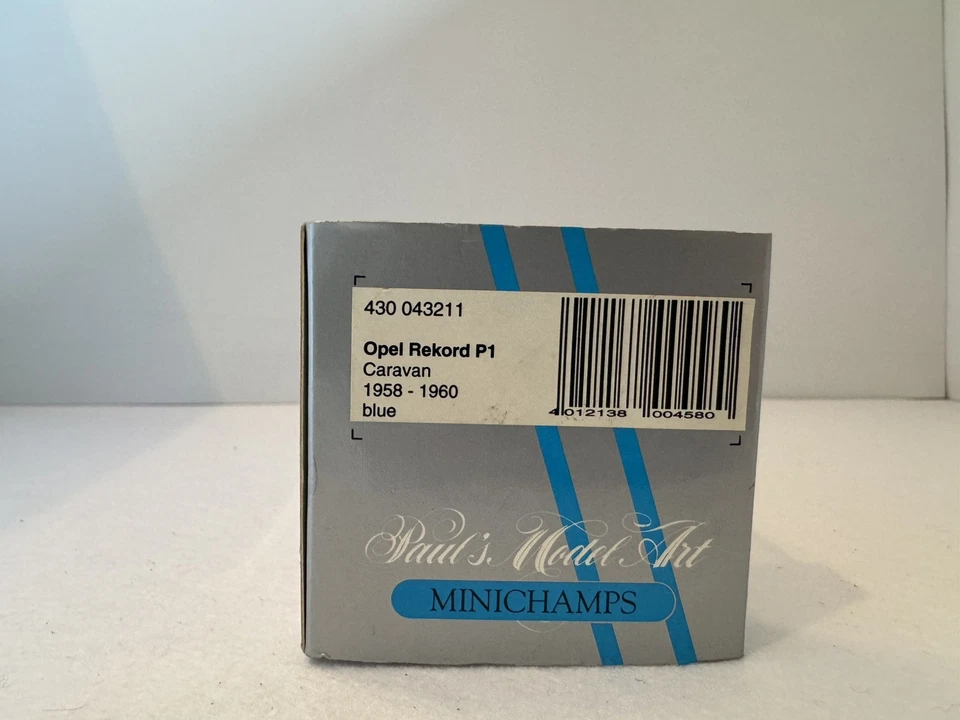 430 043211
Opel Rekord P1
Caravan
1958 - 1960
blue
4 012138 004580
Paul's Model Art
MINICHAMPS